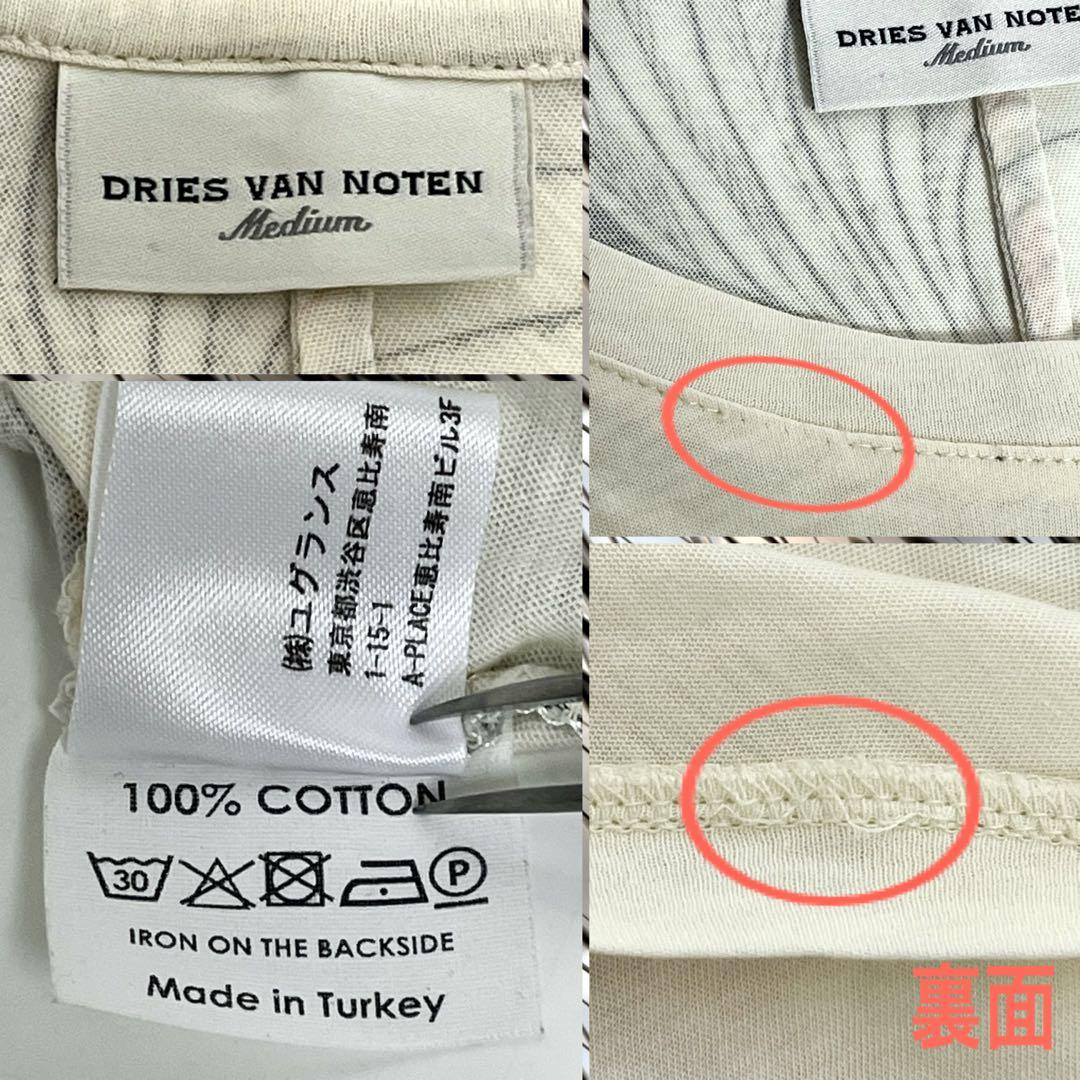 DRIES VAN NOTEN
Medium
DRIES VAN NOTEN
Medium
(株)ユグランス
東京都渋谷区恵比寿南
1-15-1
A-PLACE恵比寿南ビル3F
100% COTTON
30
P
IRON ON THE BACKSIDE
Made in Turkey
裏面